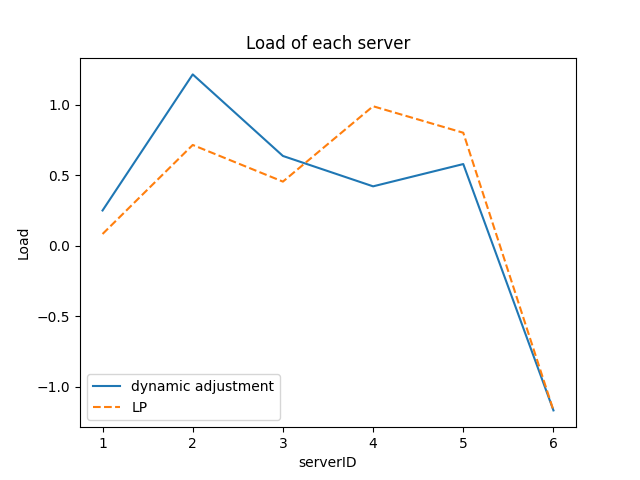 Load of each server
Load
1.0
0.5
0.0
−0.5
−1.0
dynamic adjustment
LP
1 2 3 4 5 6
serverID